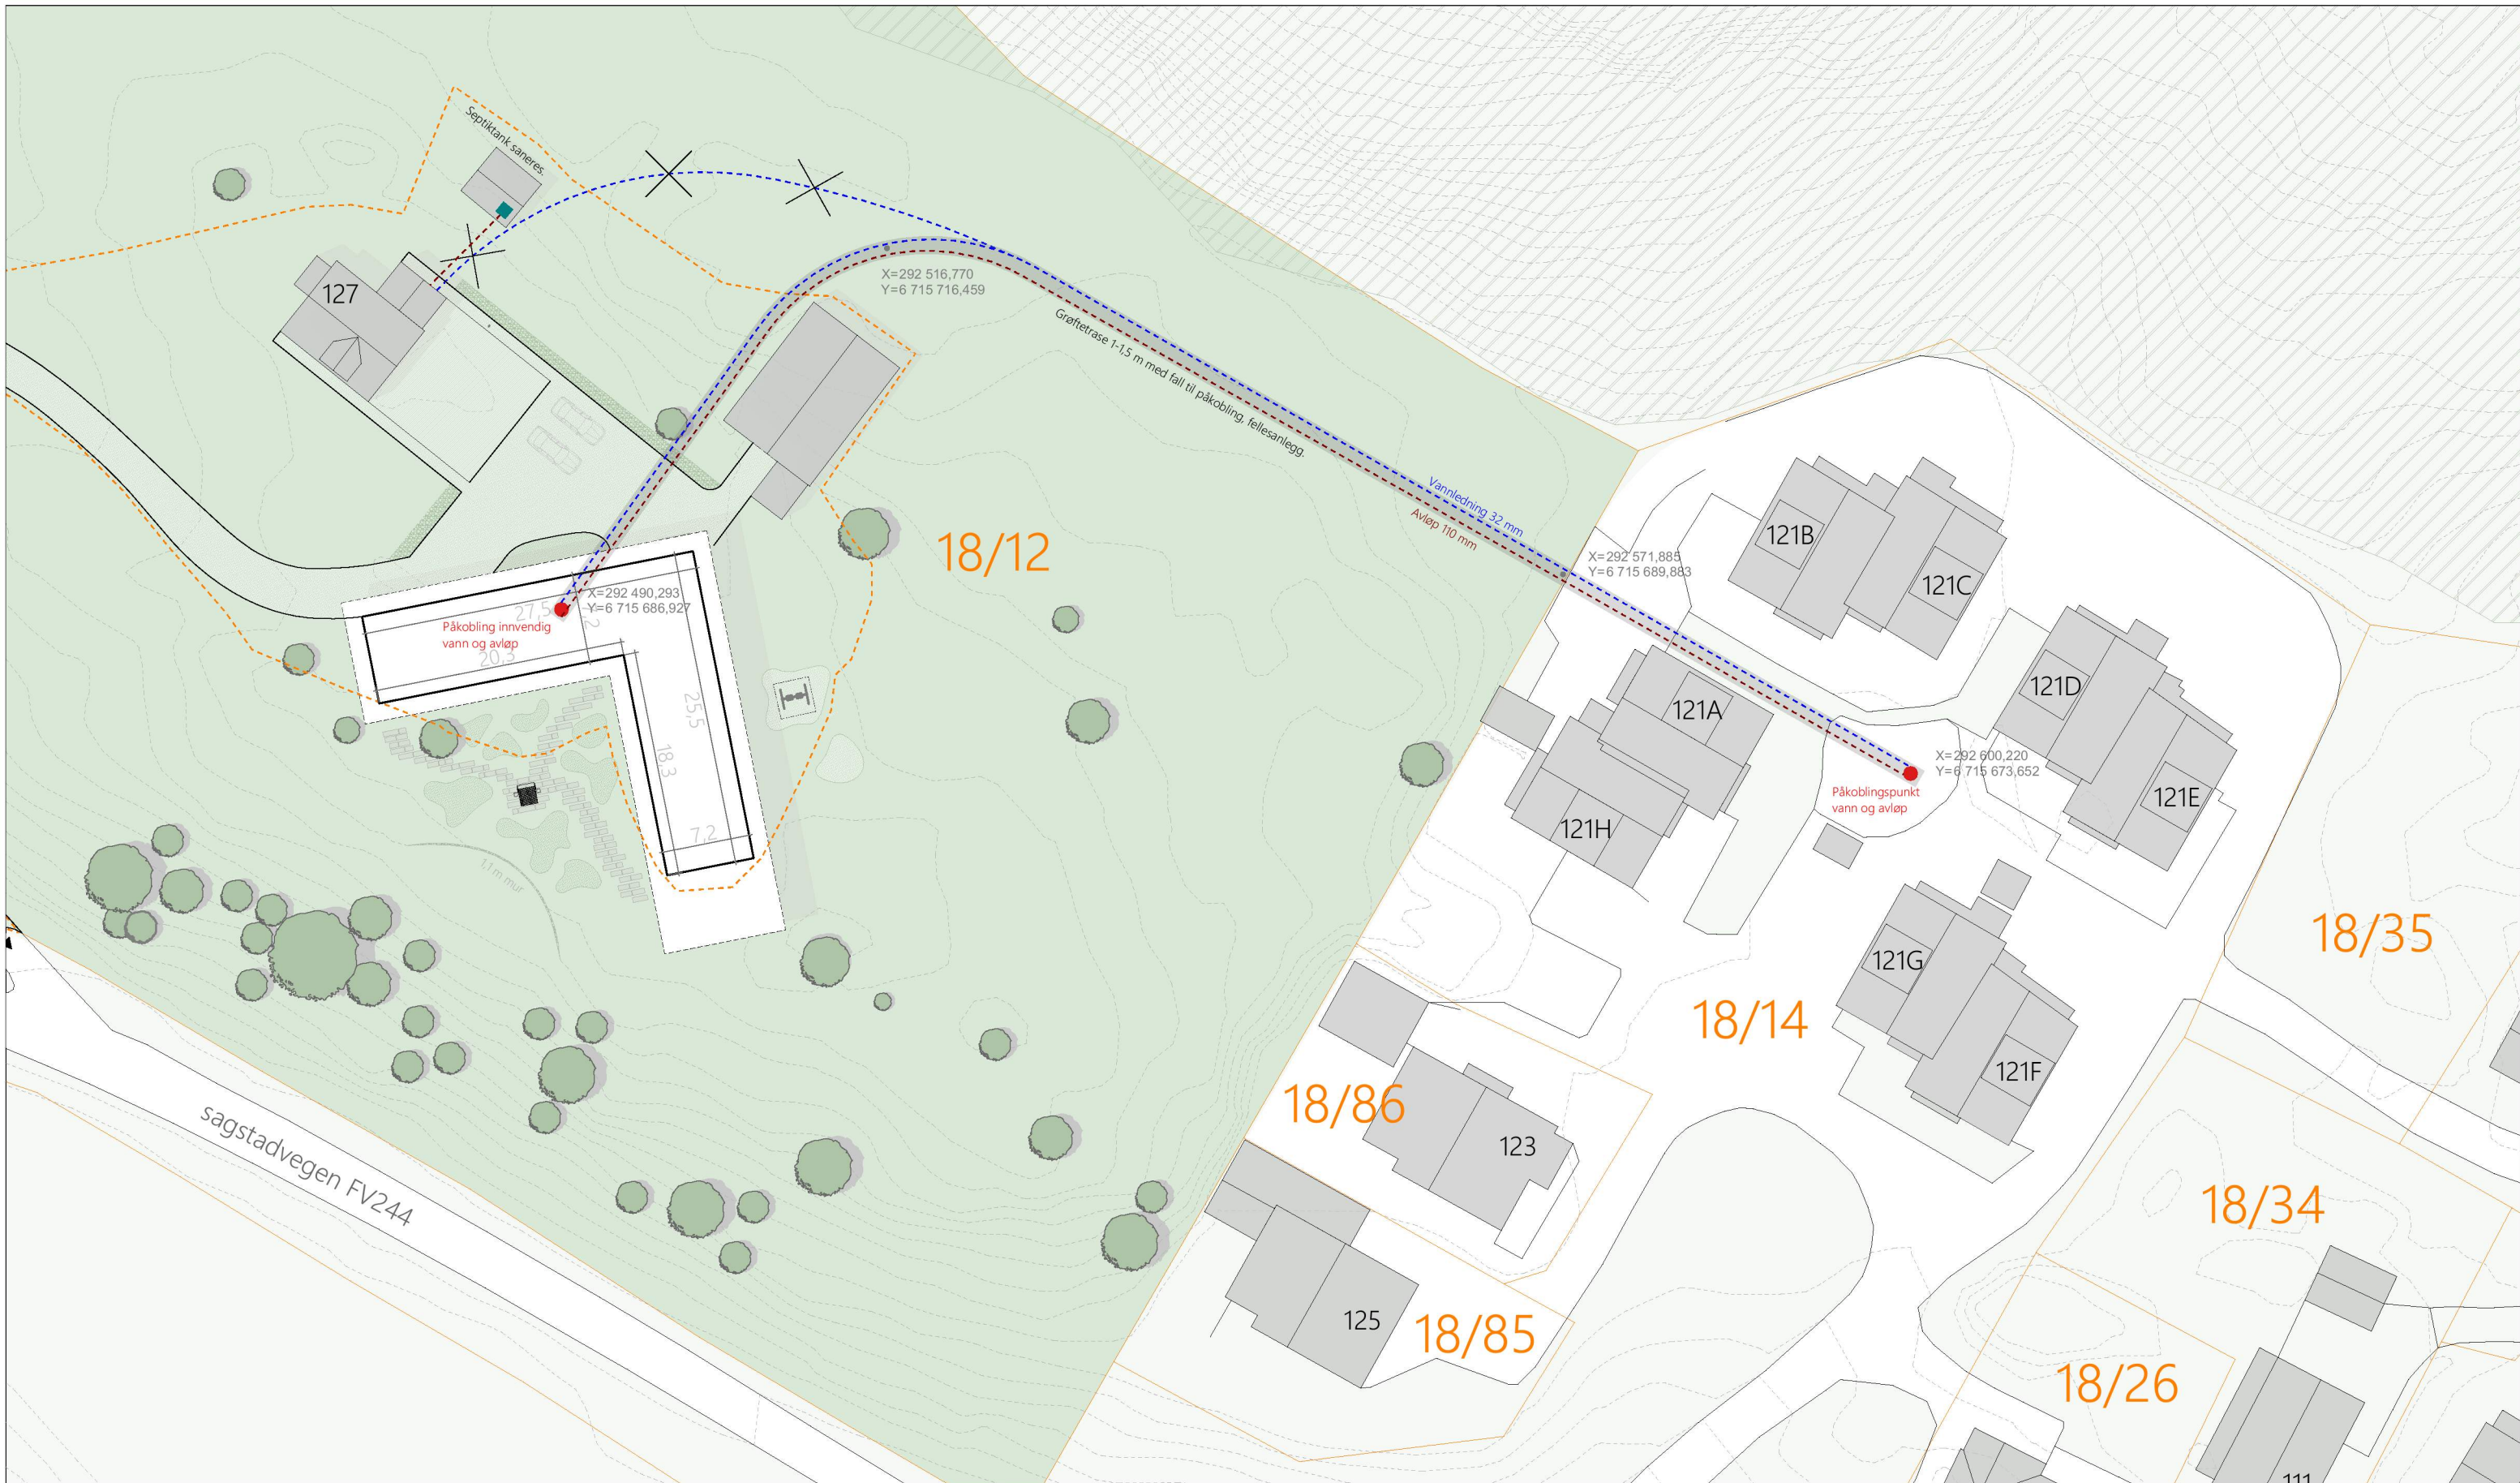 Septiktank saneres.
127
X=292 516,770
Y=6 715 716,459
Grøftetrase 1-1,5 m med fall til påkobling, fellesanlegg.
Vannledning 32 mm
Avløp 110 mm
18/12
X=292 571,885
Y=6 715 689,883
121B
121C
X=292 490,293
Y=6 715 686,927
27,5
Påkobling innvendig
vann og avløp
20,3
25,5
18,3
7,2
121D
121A
121E
121H
X=292 600,220
Y=6 715 673,652
Påkoblingspunkt
vann og avløp
1,1 m mur
18/35
121G
121F
18/14
18/86
123
sagstadvegen FV244
18/34
125
18/85
18/26
111